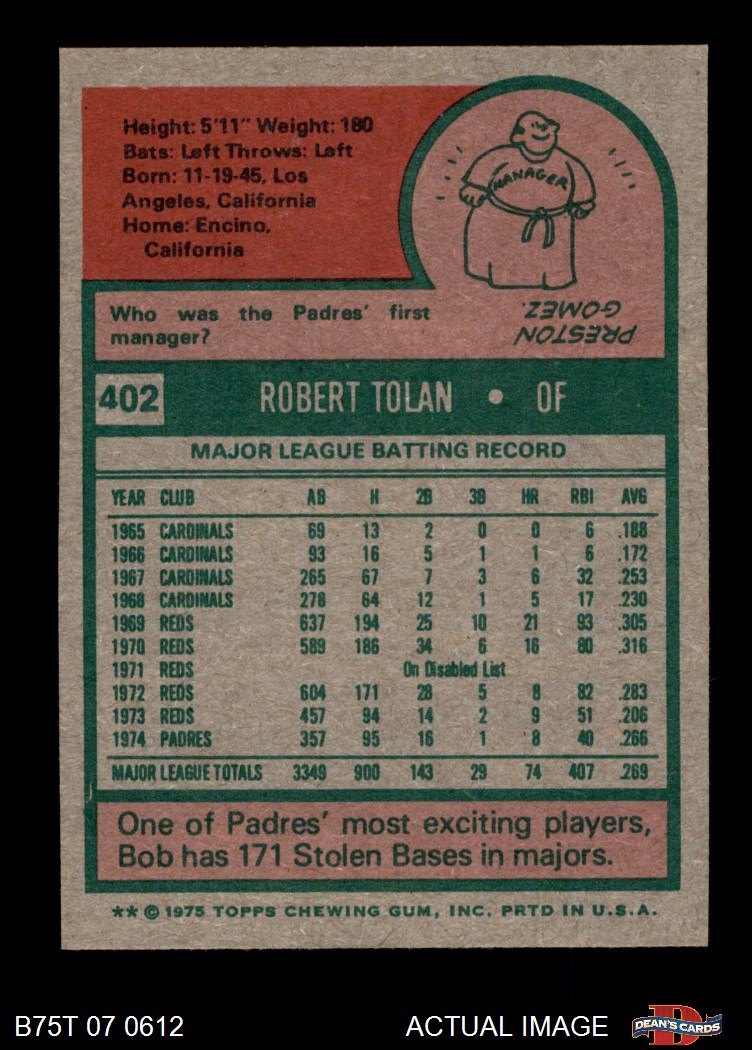 Height: 5'11" Weight: 180
Bats: Left Throws: Left
Born: 11-19-45, Los
Angeles, California
Home: Encino,
California
MANAGER
Who was the Padres' first
manager?
PRESTON
GOMEZ.
402 ROBERT TOLAN • OF
MAJOR LEAGUE BATTING RECORD
YEAR CLUB AB H 2B 3B HR RBI AVG
1965 CARDINALS 69 13 2 0 0 6 .188
1966 CARDINALS 93 16 5 1 1 6 .172
1967 CARDINALS 265 67 7 3 6 32 .253
1968 CARDINALS 278 64 12 1 5 17 .230
1969 REDS 637 194 25 10 21 93 .305
1970 REDS 589 186 34 6 16 80 .316
1971 REDS On Disabled List
1972 REDS 604 171 28 5 8 82 .283
1973 REDS 457 94 14 2 9 51 .206
1974 PADRES 357 95 16 1 8 40 .266
MAJOR LEAGUE TOTALS 3349 900 143 29 74 407 .269
One of Padres' most exciting players,
Bob has 171 Stolen Bases in majors.
** © 1975 TOPPS CHEWING GUM, INC. PRTD IN U.S.A.
B75T 07 0612 ACTUAL IMAGE D DEAN'S CARDS